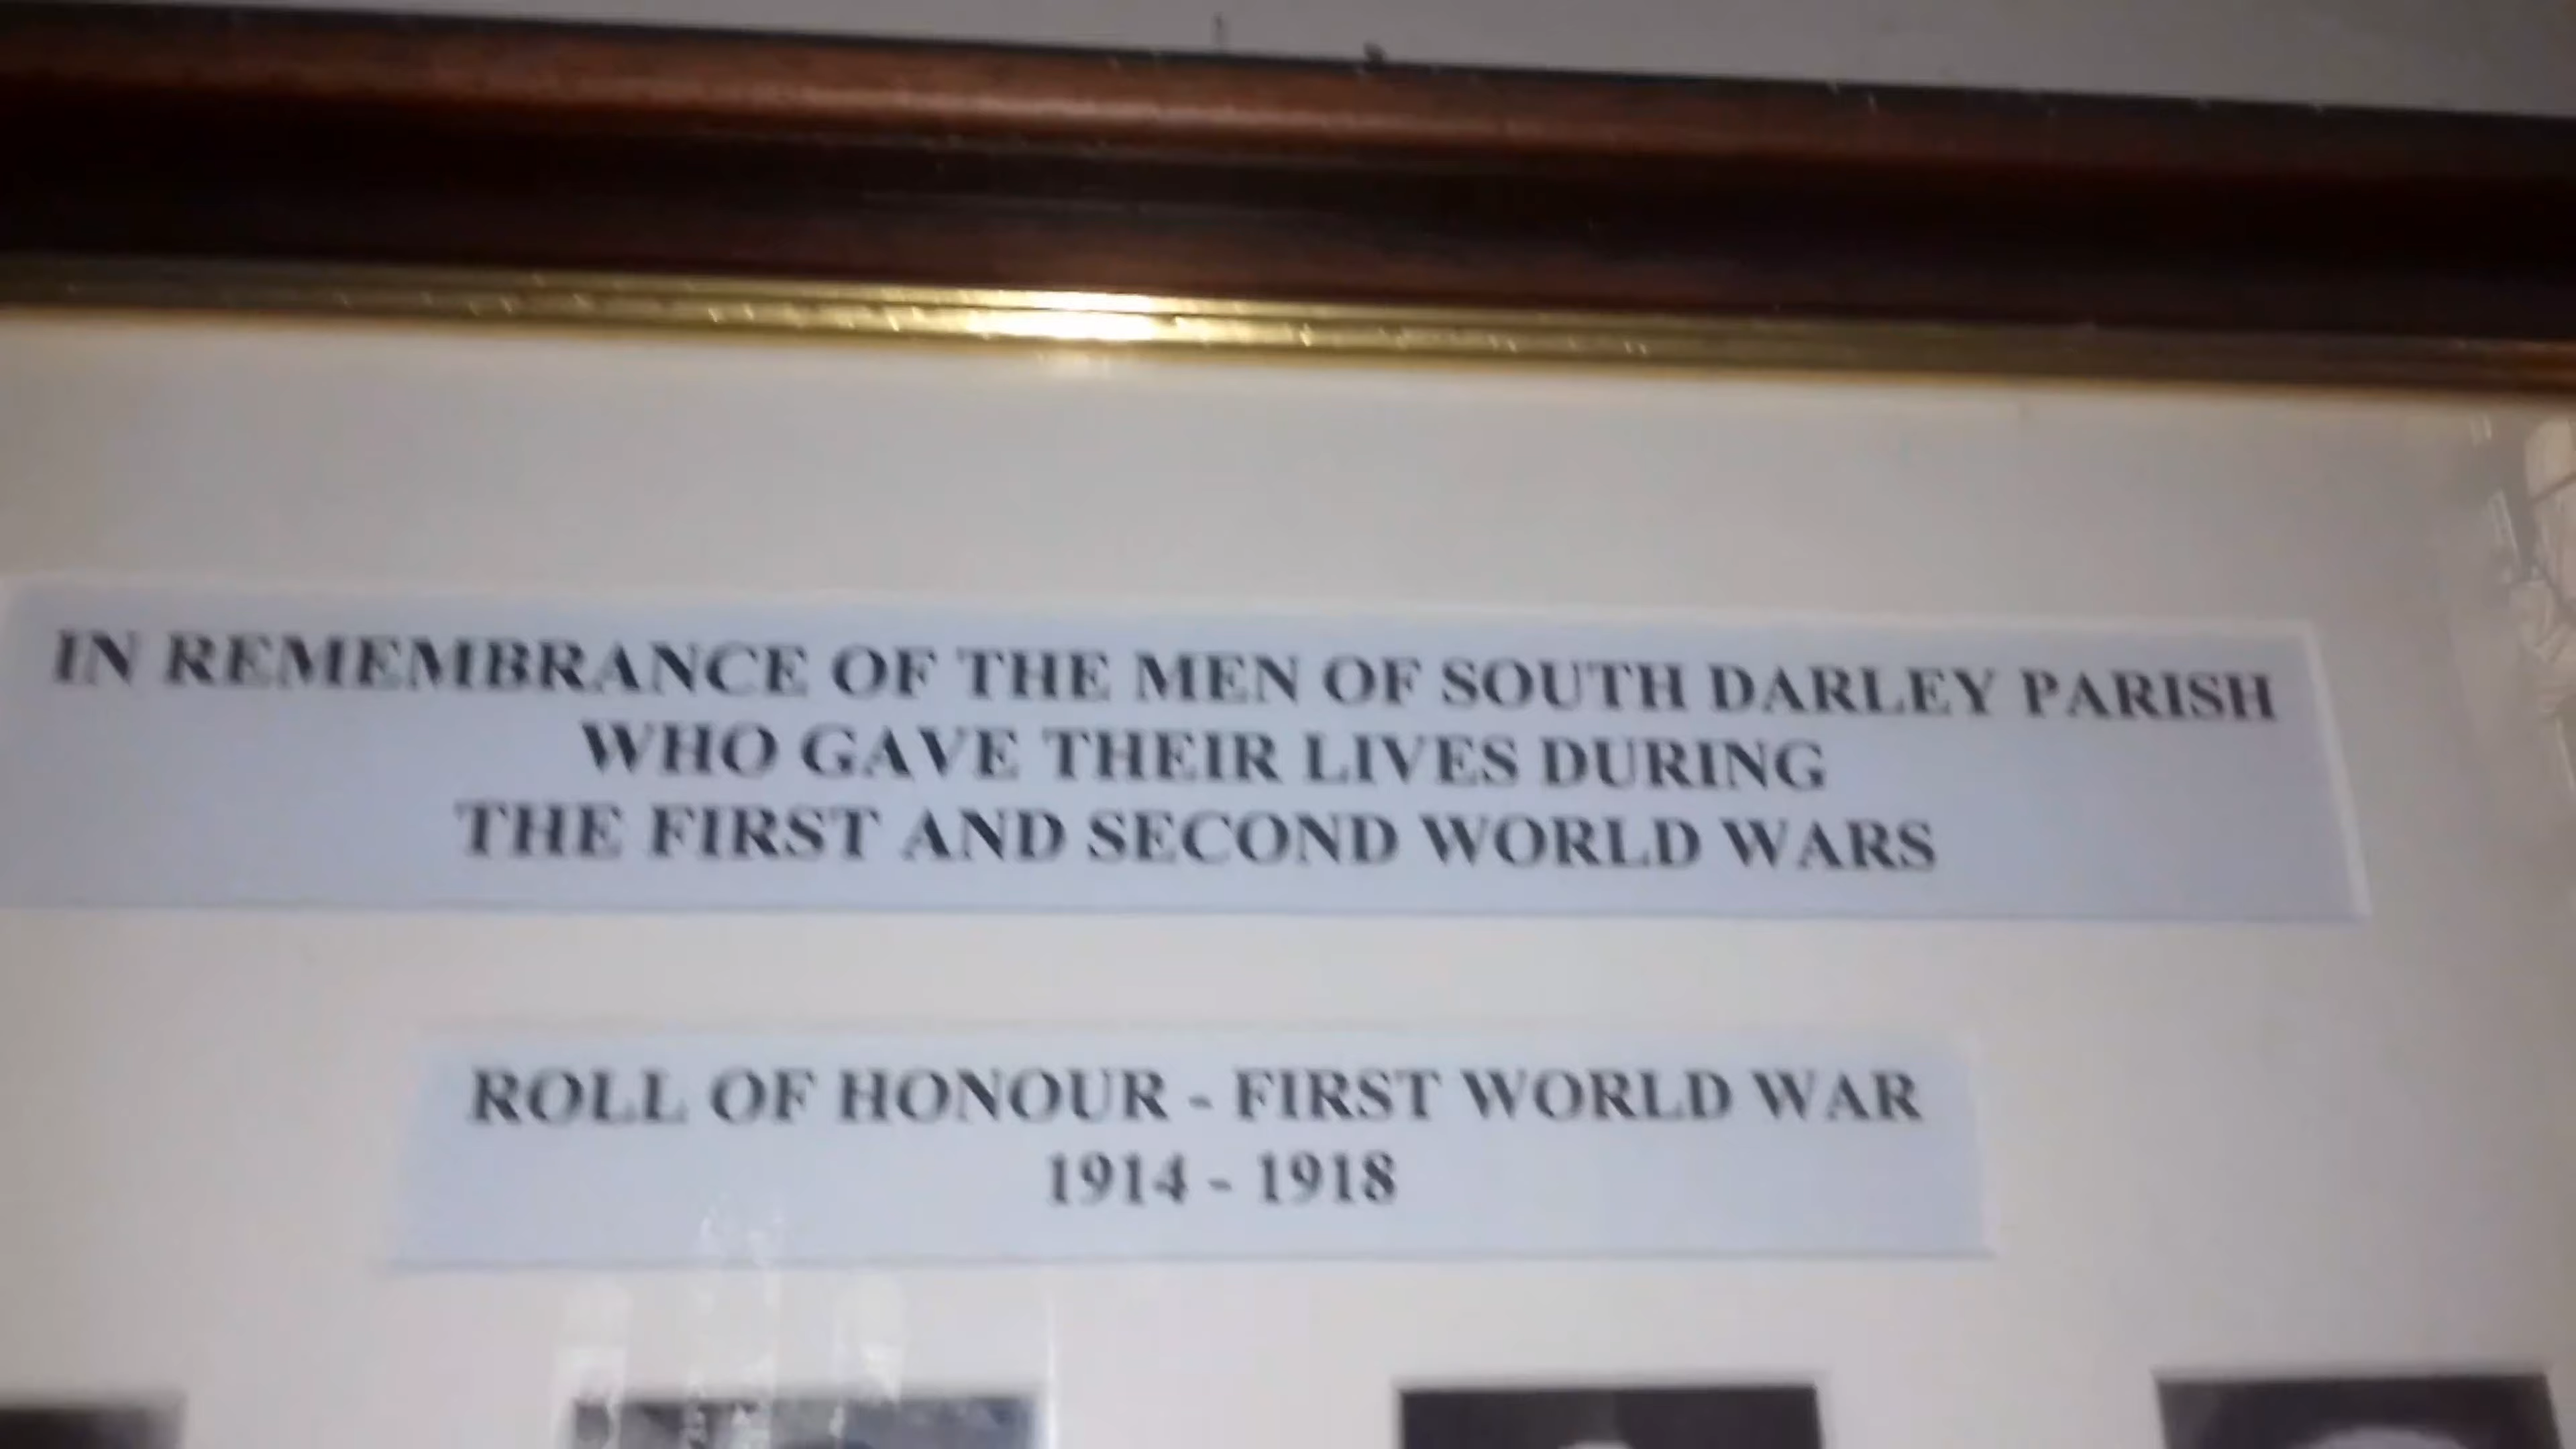 IN REMEMBRANCE OF THE MEN OF SOUTH DARLEY PARISH
WHO GAVE THEIR LIVES DURING
THE FIRST AND SECOND WORLD WARS
ROLL OF HONOUR - FIRST WORLD WAR
1914 - 1918